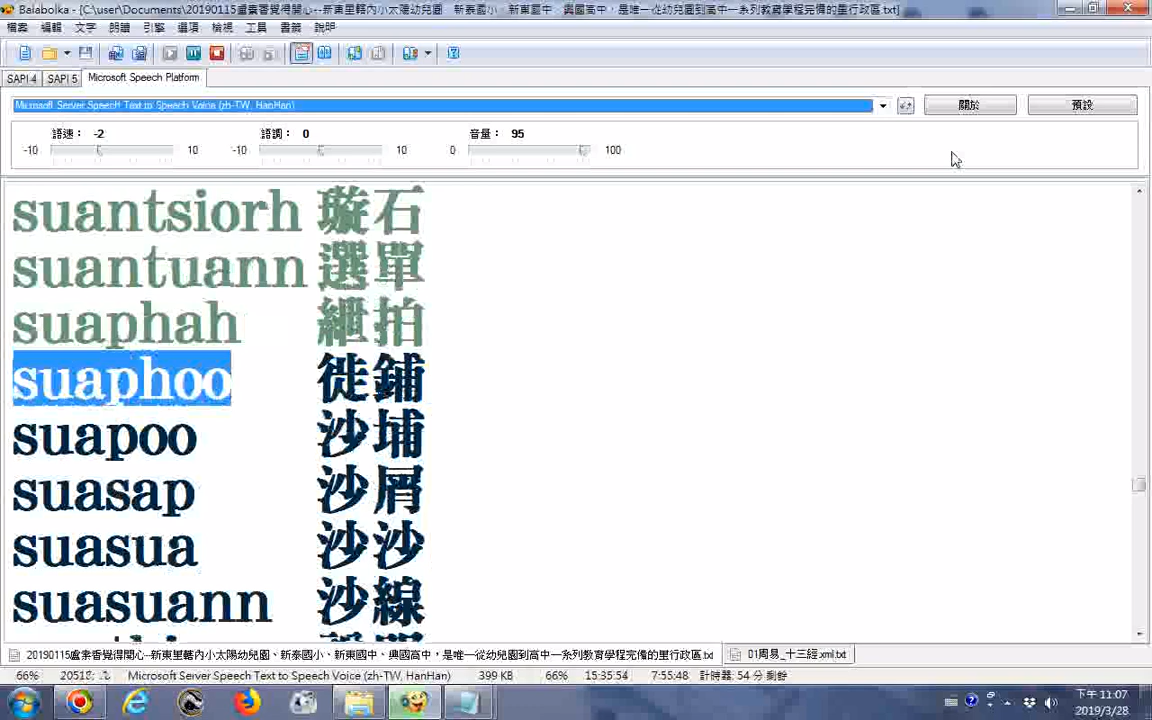 Balabolka - [C:\user\Documents\20190115盧素香覺得開心--新東里轄內小太陽幼兒園、新泰國小、新東國中、興國高中，是唯一從幼兒園到高中一系列教育學程完備的里行政區.txt]
檔案 編輯 文字 朗讀 引擎 選項 檢視 工具 書籤 說明
SAPI 4 SAPI 5 Microsoft Speech Platform
Microsoft Server Speech Text to Speech Voice (zh-TW, HanHan) 關於 預設
語速： -2 語調： 0 音量： 95
-10 10 -10 10 0 100
suantsiorh 璇石
suantuann 選單
suaphah 紲拍
suaphoo 徙鋪
suapoo 沙埔
suasap 沙屑
suasua 沙沙
suasuann 沙線
20190115盧素香覺得開心--新東里轄內小太陽幼兒園、新泰國小、新東國中、興國高中，是唯一從幼兒園到高中一系列教育學程完備的里行政區.txt 01周易_十三經.xml.txt
66% Microsoft Server Speech Text to Speech Voice (zh-TW, HanHan) 399 KB 66% 15:35:54 7:55:48 計時器: 54 分 剩餘
下午 11:07
2019/3/28